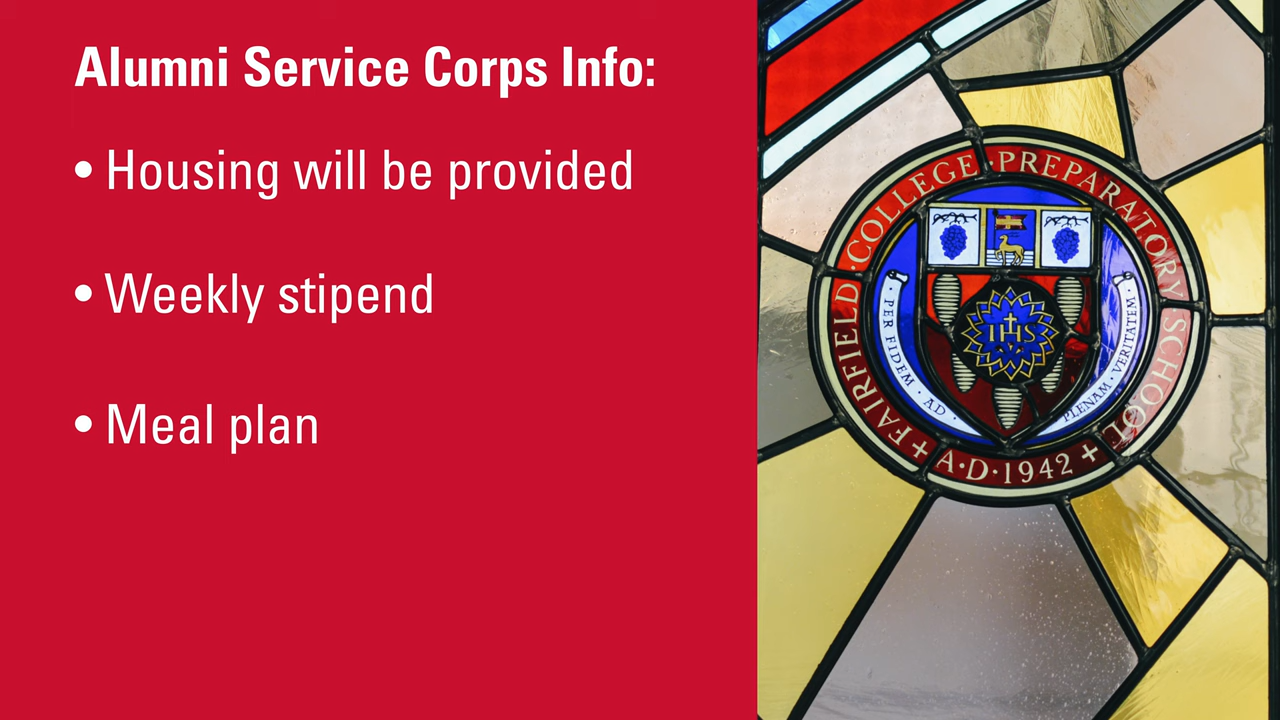 Alumni Service Corps Info:
• Housing will be provided
• Weekly stipend
• Meal plan
+ FAIRFIELD · COLLEGE · PREPARATORY SCHOOL +
A·D·1942
IHS
· PER FIDEM · AD ·
PLENAM · VERITATEM ·